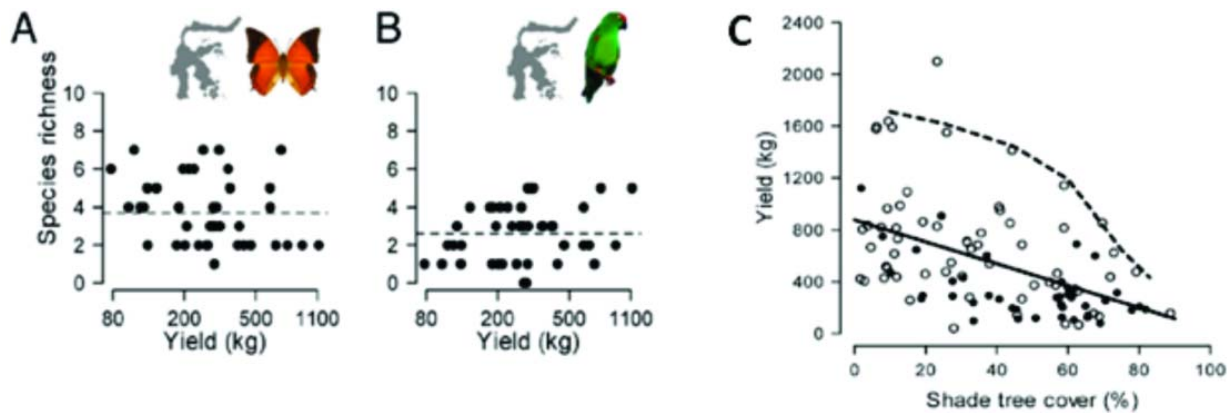 A
B
C
Species richness
10
8
6
4
2
0
80 200 500 1100
Yield (kg)
10
8
6
4
2
0
80 200 500 1100
Yield (kg)
Yield (kg)
2400
2000
1600
1200
800
400
0
0 20 40 60 80 100
Shade tree cover (%)